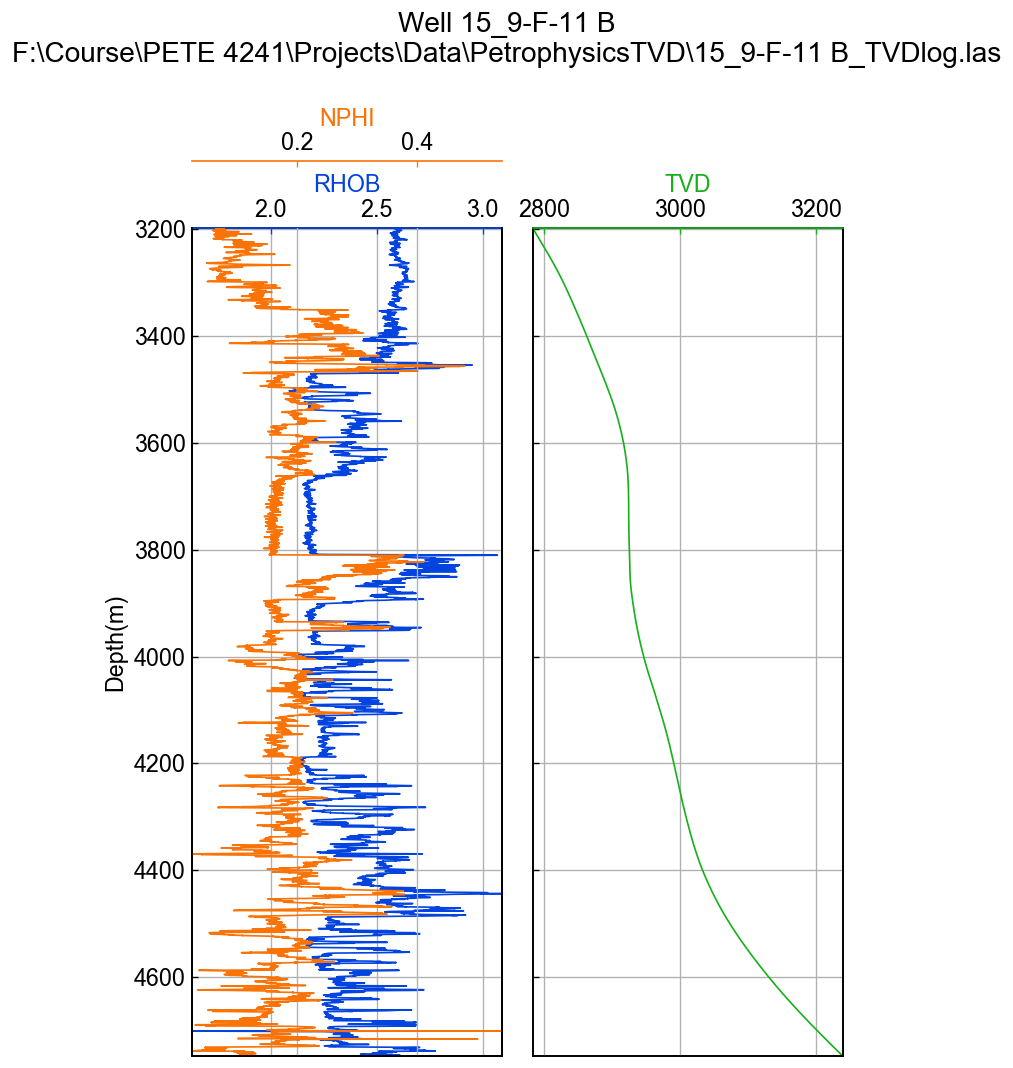 Well 15_9-F-11 B
F:\Course\PETE 4241\Projects\Data\PetrophysicsTVD\15_9-F-11 B_TVDlog.las
NPHI
0.2 0.4
RHOB TVD
2.0 2.5 3.0 2800 3000 3200
3200
3400
3600
3800
4000
4200
4400
4600
Depth(m)